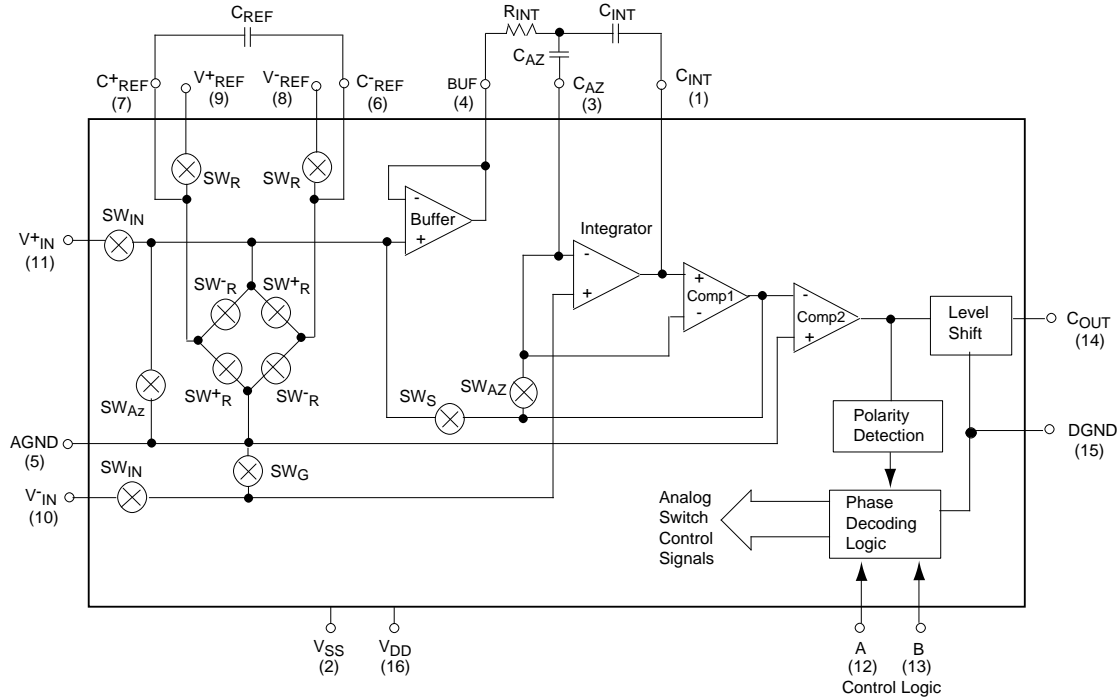 CREF
RINT
CINT
CAZ
C+REF
(7)
V+REF
(9)
V-REF
(8)
C-REF
(6)
BUF
(4)
CAZ
(3)
CINT
(1)
SWR
SWR
SWIN
V+IN
(11)
-
Buffer
+
Integrator
-
+
+
Comp1
-
-
Comp2
+
Level
Shift
COUT
(14)
SW-R
SW+R
SW+R
SW-R
SWAz
SWS
SWAZ
AGND
(5)
SWIN
SWG
V-IN
(10)
Polarity
Detection
DGND
(15)
Analog
Switch
Control
Signals
Phase
Decoding
Logic
VSS
(2)
VDD
(16)
A
(12)
B
(13)
Control Logic